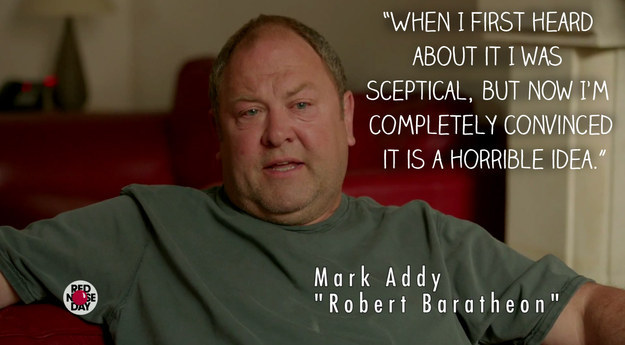 "WHEN I FIRST HEARD
ABOUT IT I WAS
SCEPTICAL, BUT NOW I'M
COMPLETELY CONVINCED
IT IS A HORRIBLE IDEA."
Mark Addy
"Robert Baratheon"
RED
NOSE
DAY